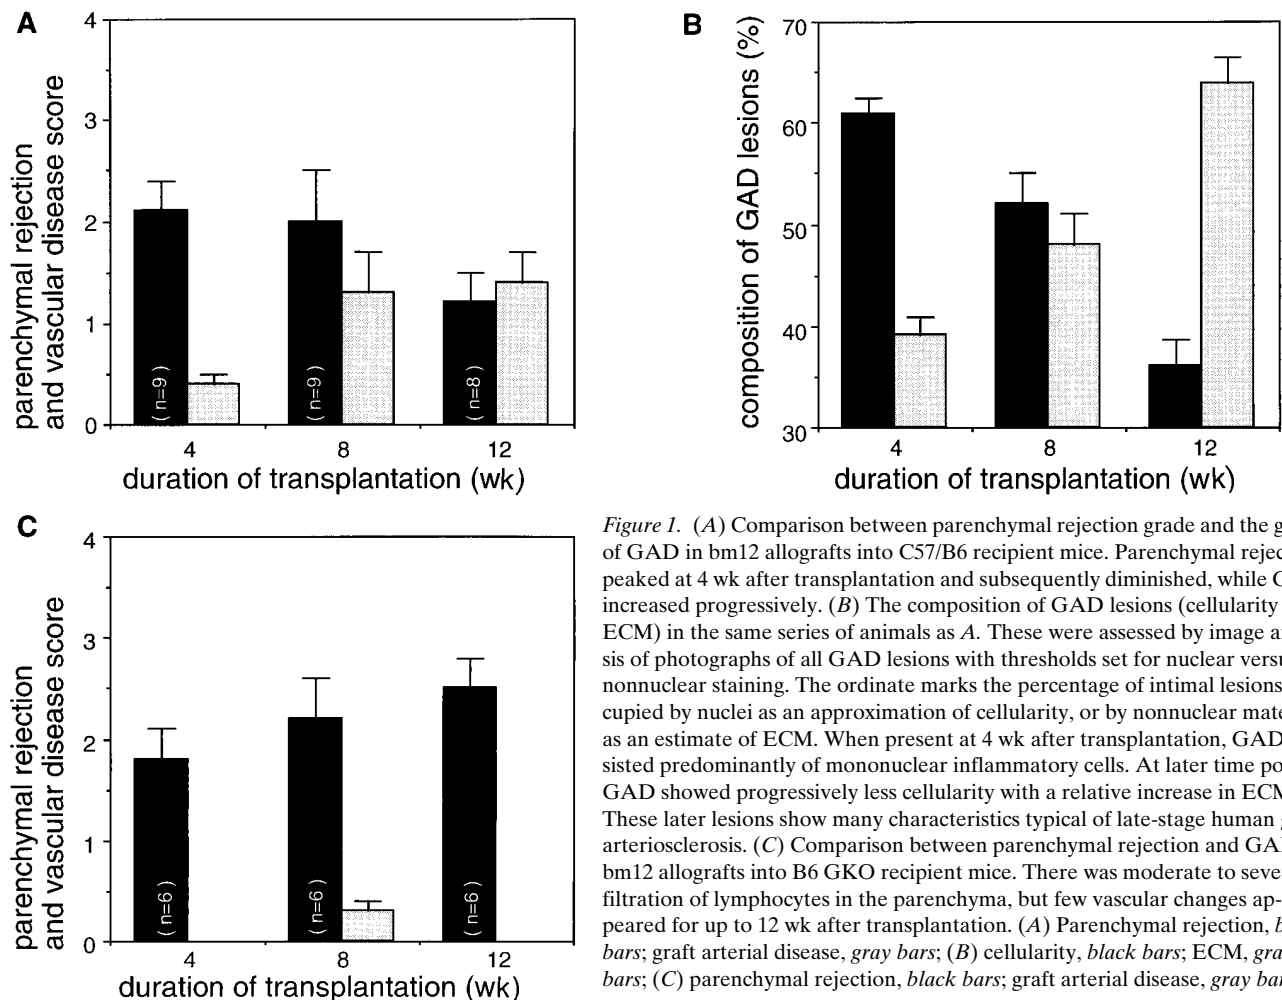 A
4
3
2
1
0
parenchymal rejection
and vascular disease score
( n=9 )
( n=9 )
( n=8 )
4 8 12
duration of transplantation (wk)
B
70
60
50
40
30
composition of GAD lesions (%)
4 8 12
duration of transplantation (wk)
C
4
3
2
1
0
parenchymal rejection
and vascular disease score
( n=6 )
( n=6 )
( n=6 )
4 8 12
duration of transplantation (wk)
Figure 1. (A) Comparison between parenchymal rejection grade and the g
of GAD in bm12 allografts into C57/B6 recipient mice. Parenchymal rejec
peaked at 4 wk after transplantation and subsequently diminished, while G
increased progressively. (B) The composition of GAD lesions (cellularity
ECM) in the same series of animals as A. These were assessed by image an
sis of photographs of all GAD lesions with thresholds set for nuclear versu
nonnuclear staining. The ordinate marks the percentage of intimal lesions
cupied by nuclei as an approximation of cellularity, or by nonnuclear mate
as an estimate of ECM. When present at 4 wk after transplantation, GAD
sisted predominantly of mononuclear inflammatory cells. At later time po
GAD showed progressively less cellularity with a relative increase in ECM
These later lesions show many characteristics typical of late-stage human g
arteriosclerosis. (C) Comparison between parenchymal rejection and GA
bm12 allografts into B6 GKO recipient mice. There was moderate to seve
filtration of lymphocytes in the parenchyma, but few vascular changes ap-
peared for up to 12 wk after transplantation. (A) Parenchymal rejection, b
bars; graft arterial disease, gray bars; (B) cellularity, black bars; ECM, gra
bars; (C) parenchymal rejection, black bars; graft arterial disease, gray bar